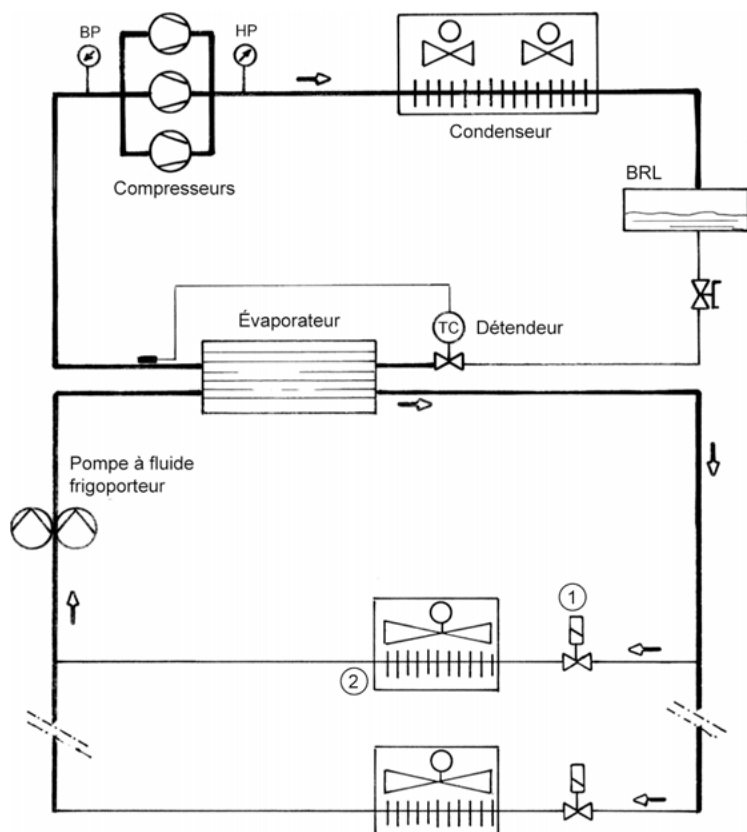 BP
HP
Compresseurs
Condenseur
BRL
Évaporateur
TC
Détendeur
Pompe à fluide
frigoporteur
1
2